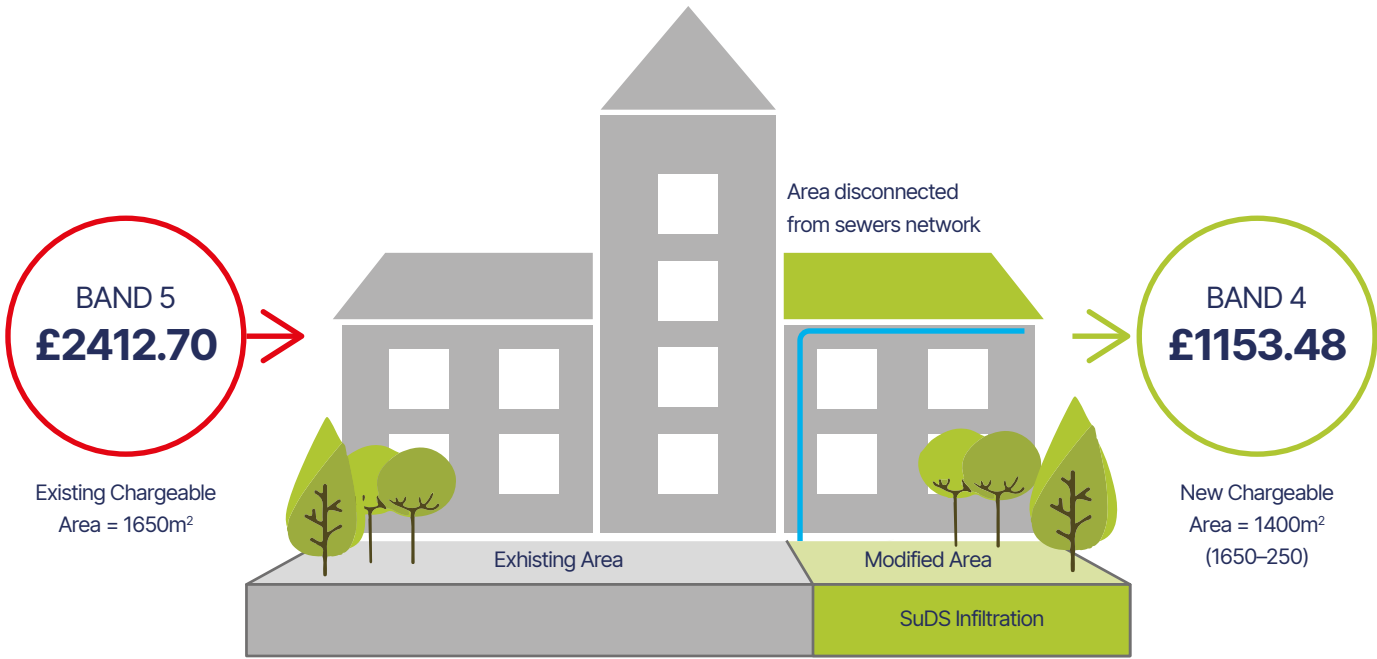 Area disconnected
from sewers network
BAND 5
£2412.70
Existing Chargeable
Area = 1650m²
BAND 4
£1153.48
New Chargeable
Area = 1400m²
(1650–250)
Exhisting Area
Modified Area
SuDS Infiltration